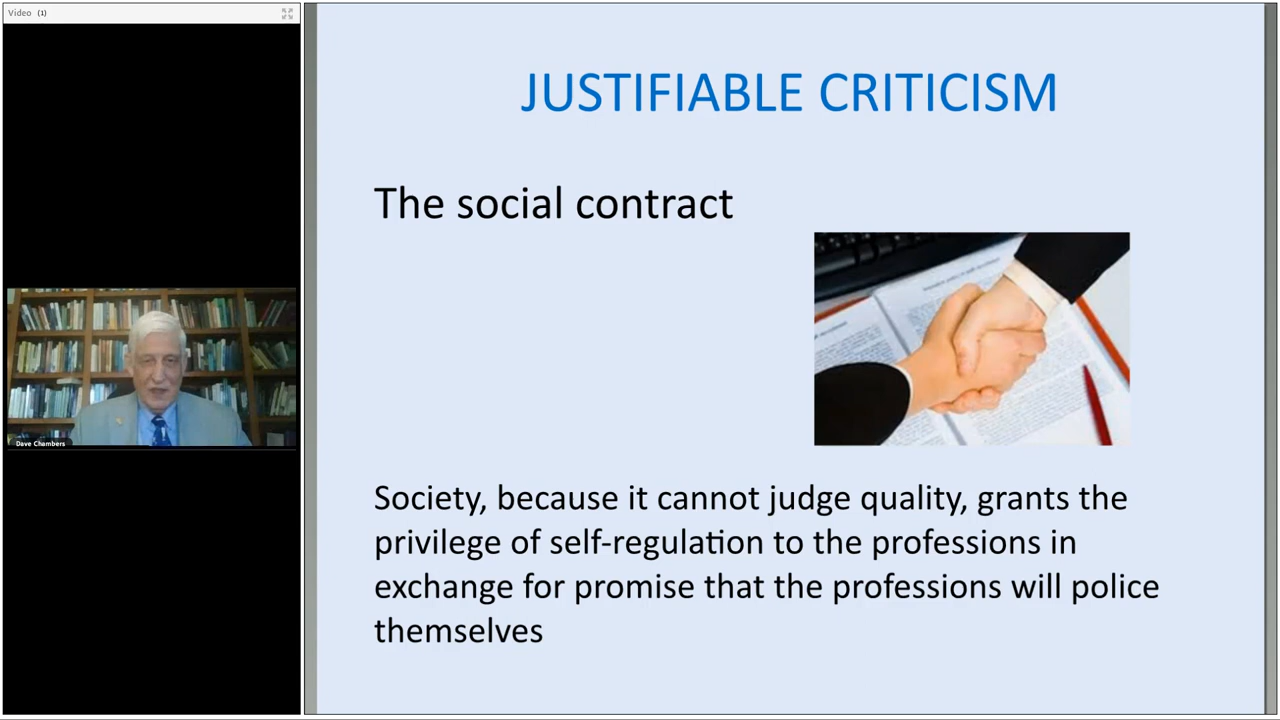 Video (1)
JUSTIFIABLE CRITICISM
The social contract
Dave Chambers
Society, because it cannot judge quality, grants the
privilege of self-regulation to the professions in
exchange for promise that the professions will police
themselves